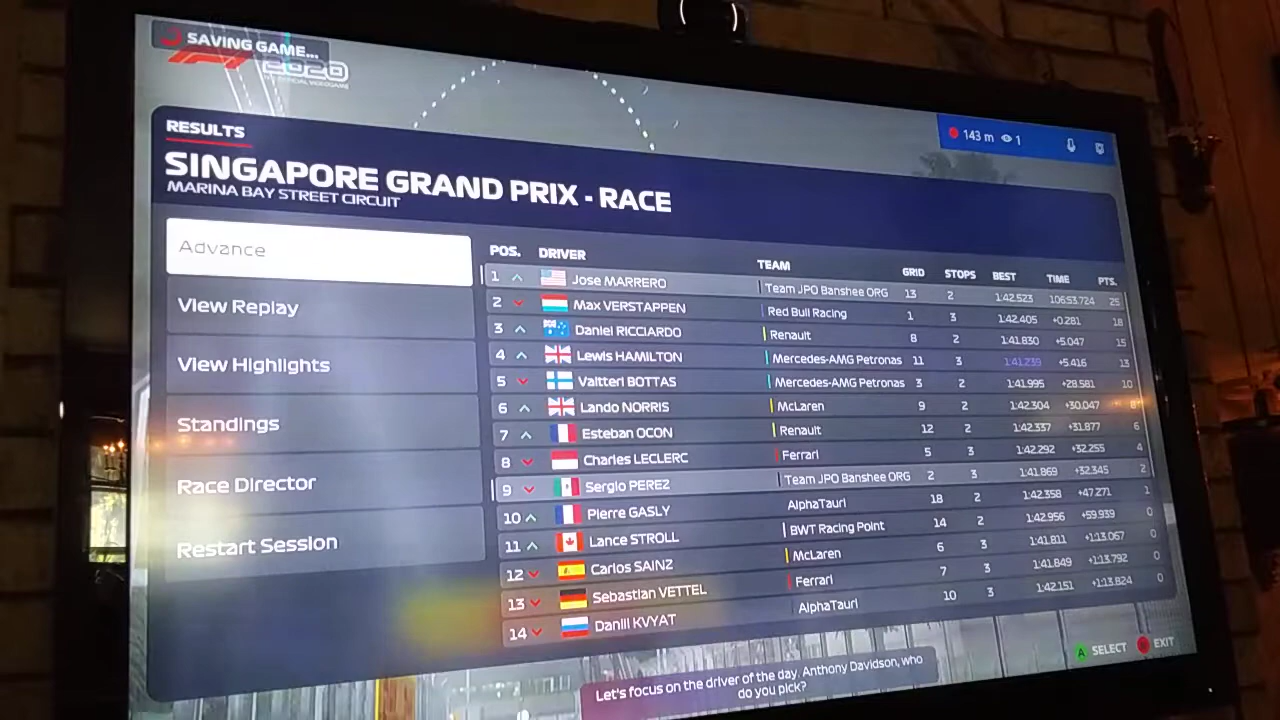 SAVING GAME...
F1 2020
RESULTS
SINGAPORE GRAND PRIX - RACE
MARINA BAY STREET CIRCUIT
143 m 1
Advance
View Replay
View Highlights
Standings
Race Director
Restart Session
POS. DRIVER TEAM GRID STOPS BEST TIME PTS.
1 Jose MARRERO Team JPO Banshee ORG 13 2 1:42.523 106:53.724 25
2 Max VERSTAPPEN Red Bull Racing 1 3 1:42.405 +0.281 18
3 Daniel RICCIARDO Renault 8 2 1:41.830 +5.047 15
4 Lewis HAMILTON Mercedes-AMG Petronas 11 3 1:41.239 +5.416 13
5 Valtteri BOTTAS Mercedes-AMG Petronas 3 2 1:41.995 +28.581 10
6 Lando NORRIS McLaren 9 2 1:42.304 +30.047 8
7 Esteban OCON Renault 12 2 1:42.337 +31.877 6
8 Charles LECLERC Ferrari 5 3 1:42.292 +32.255 4
9 Sergio PEREZ Team JPO Banshee ORG 2 3 1:41.869 +32.345 2
10 Pierre GASLY AlphaTauri 18 2 1:42.358 +47.271 1
11 Lance STROLL BWT Racing Point 14 2 1:42.956 +59.939 0
12 Carlos SAINZ McLaren 6 3 1:41.811 +1:13.067 0
13 Sebastian VETTEL Ferrari 7 3 1:41.849 +1:13.792 0
14 Daniil KVYAT AlphaTauri 10 3 1:42.151 +1:13.824 0
A SELECT B EXIT
Let's focus on the driver of the day. Anthony Davidson, who
do you pick?